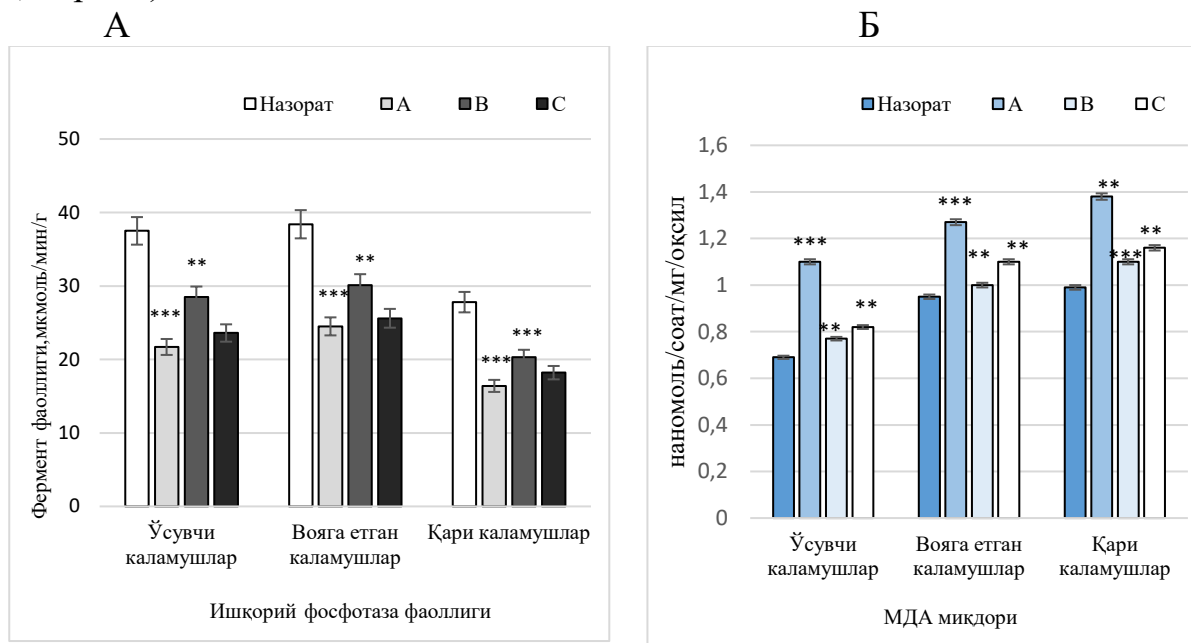 А
Б
Назорат А В С
50
40
30
20
10
0
Фермент фаоллиги,мкмоль/мин/г
***
**
***
**
***
***
Ўсувчи каламушлар
Вояга етган каламушлар
Қари каламушлар
Ишқорий фосфотаза фаоллиги
Назорат А В С
1,6
1,4
1,2
1
0,8
0,6
0,4
0,2
0
наномоль/соат/мг/оқсил
***
**
**
***
**
**
**
***
**
Ўсувчи каламушлар
Вояга етган каламушлар
Қари каламушлар
МДА миқдори